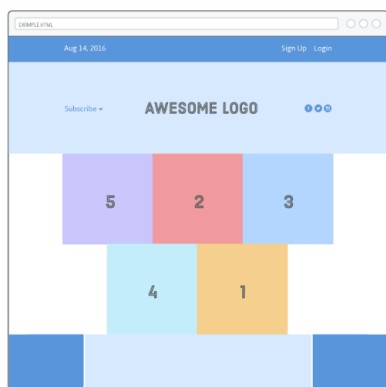 EXAMPLE.HTML
Aug 14, 2016 Sign Up Login
Subscribe AWESOME LOGO
5 2 3
4 1